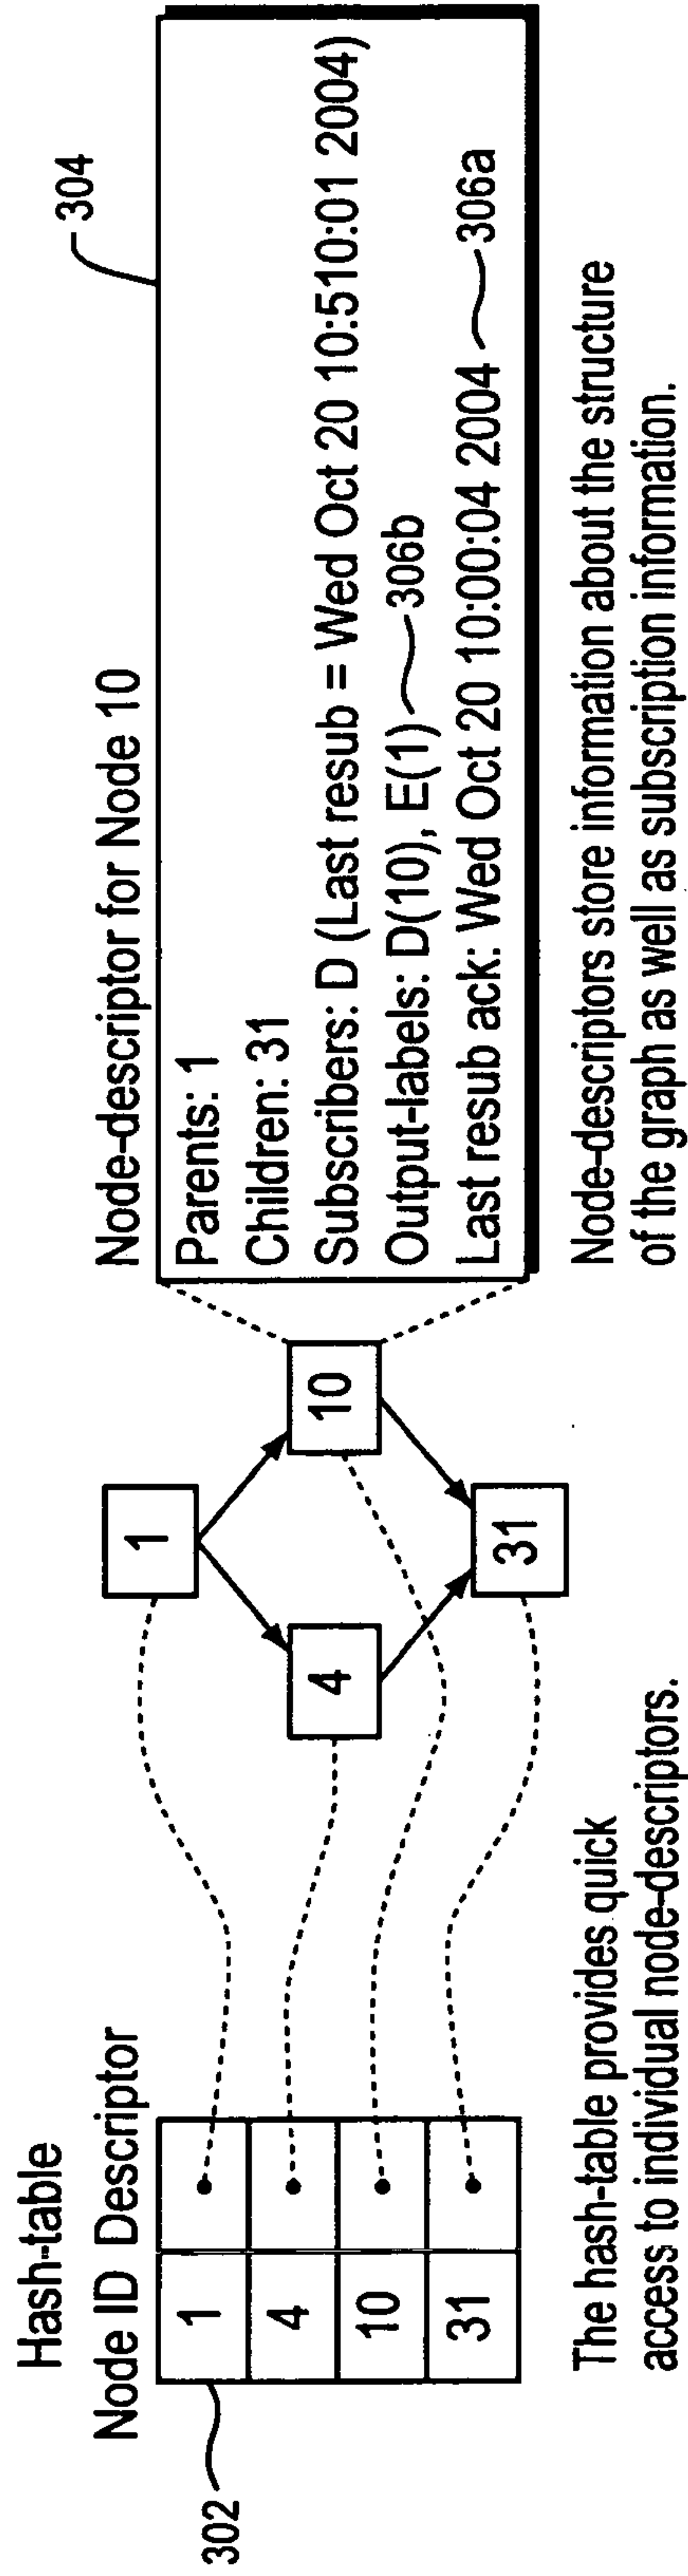 Hash-table
Node ID Descriptor
302
1
4
10
31
The hash-table provides quick
access to individual node-descriptors.
1
4
10
31
Node-descriptor for Node 10
304
Parents: 1
Children: 31
Subscribers: D (Last resub = Wed Oct 20 10:510:01 2004)
Output-labels: D(10), E(1)
306b
Last resub ack: Wed Oct 20 10:00:04 2004
306a
Node-descriptors store information about the structure
of the graph as well as subscription information.